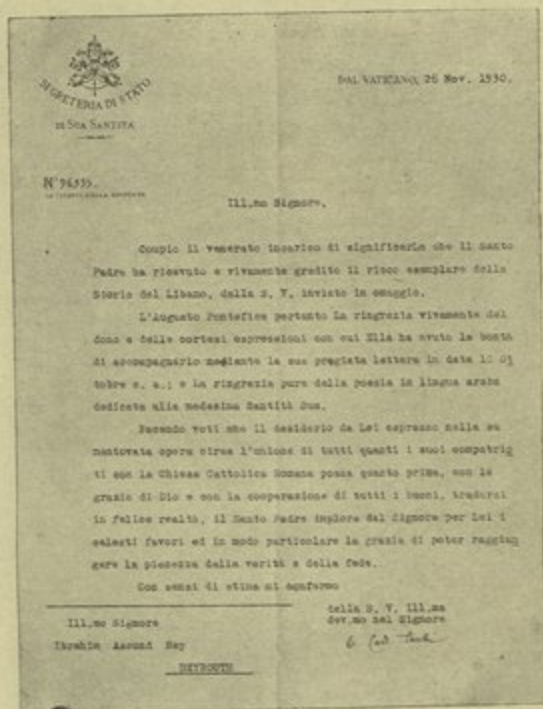 SEGRETERIA DI STATO
DI SUA SANTITÀ
DAL VATICANO, 26 Nov. 1930.
N° 96335.
Ill.mo Signore,
Compio il venerato incarico di significarle che il Santo
Padre ha ricevuto e vivamente gradito il ricco esemplare della
Storia del Libano, dalla S. V. inviato in omaggio.
L'Augusto Pontefice pertanto La ringrazia vivamente del
dono e delle cortesi espressioni con cui Ella ha avuto la bontà
di accompagnarlo mediante la sua pregiata lettera in data 10 Ot
tobre c. a.; e La ringrazia pure della poesia in lingua araba
dedicata alla medesima Santità Sua.
Facendo voti che il desiderio da Lei espresso nella su
mentovata opera circa l'unione di tutti quanti i suoi compatrio
ti con la Chiesa Cattolica Romana possa quanto prima, con la
grazia di Dio e con la cooperazione di tutti i buoni, tradursi
in felice realtà, il Santo Padre implora dal Signore per Lei i
celesti favori ed in modo particolare la grazia di poter raggiun
gere la pienezza della verità e della fede.
Con sensi di stima mi confermo
della S. V. Ill.ma
dev.mo nel Signore
Ill.mo Signore
Ibrahim Bey
BEYROUTH